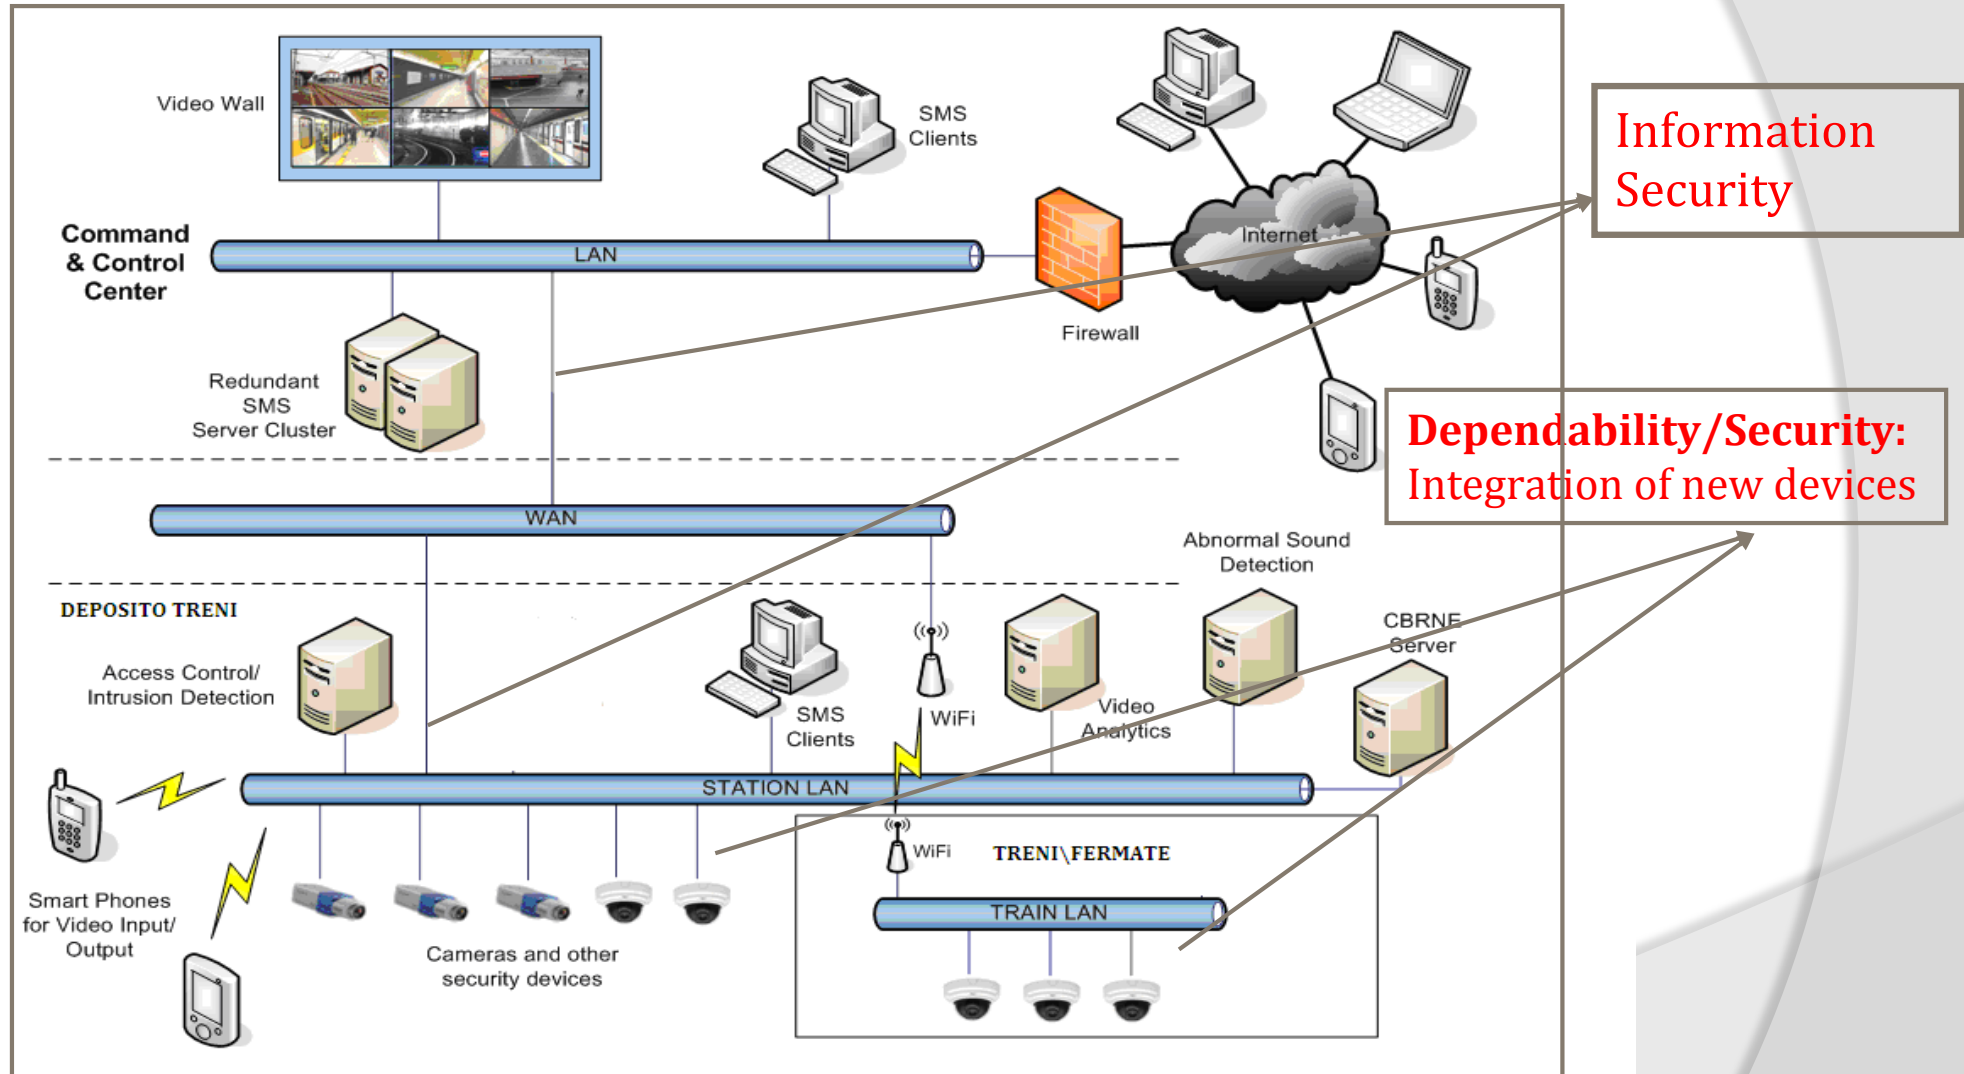 Video Wall
SMS
Clients
Information
Security
Command
& Control
Center
LAN
Internet
Firewall
Redundant
SMS
Server Cluster
Dependability/Security:
Integration of new devices
WAN
Abnormal Sound
Detection
DEPOSITO TRENI
CBRNE
Server
Access Control/
Intrusion Detection
SMS
Clients
WiFi
Video
Analytics
STATION LAN
WiFi
TRENI\FERMATE
Smart Phones
for Video Input/
Output
TRAIN LAN
Cameras and other
security devices